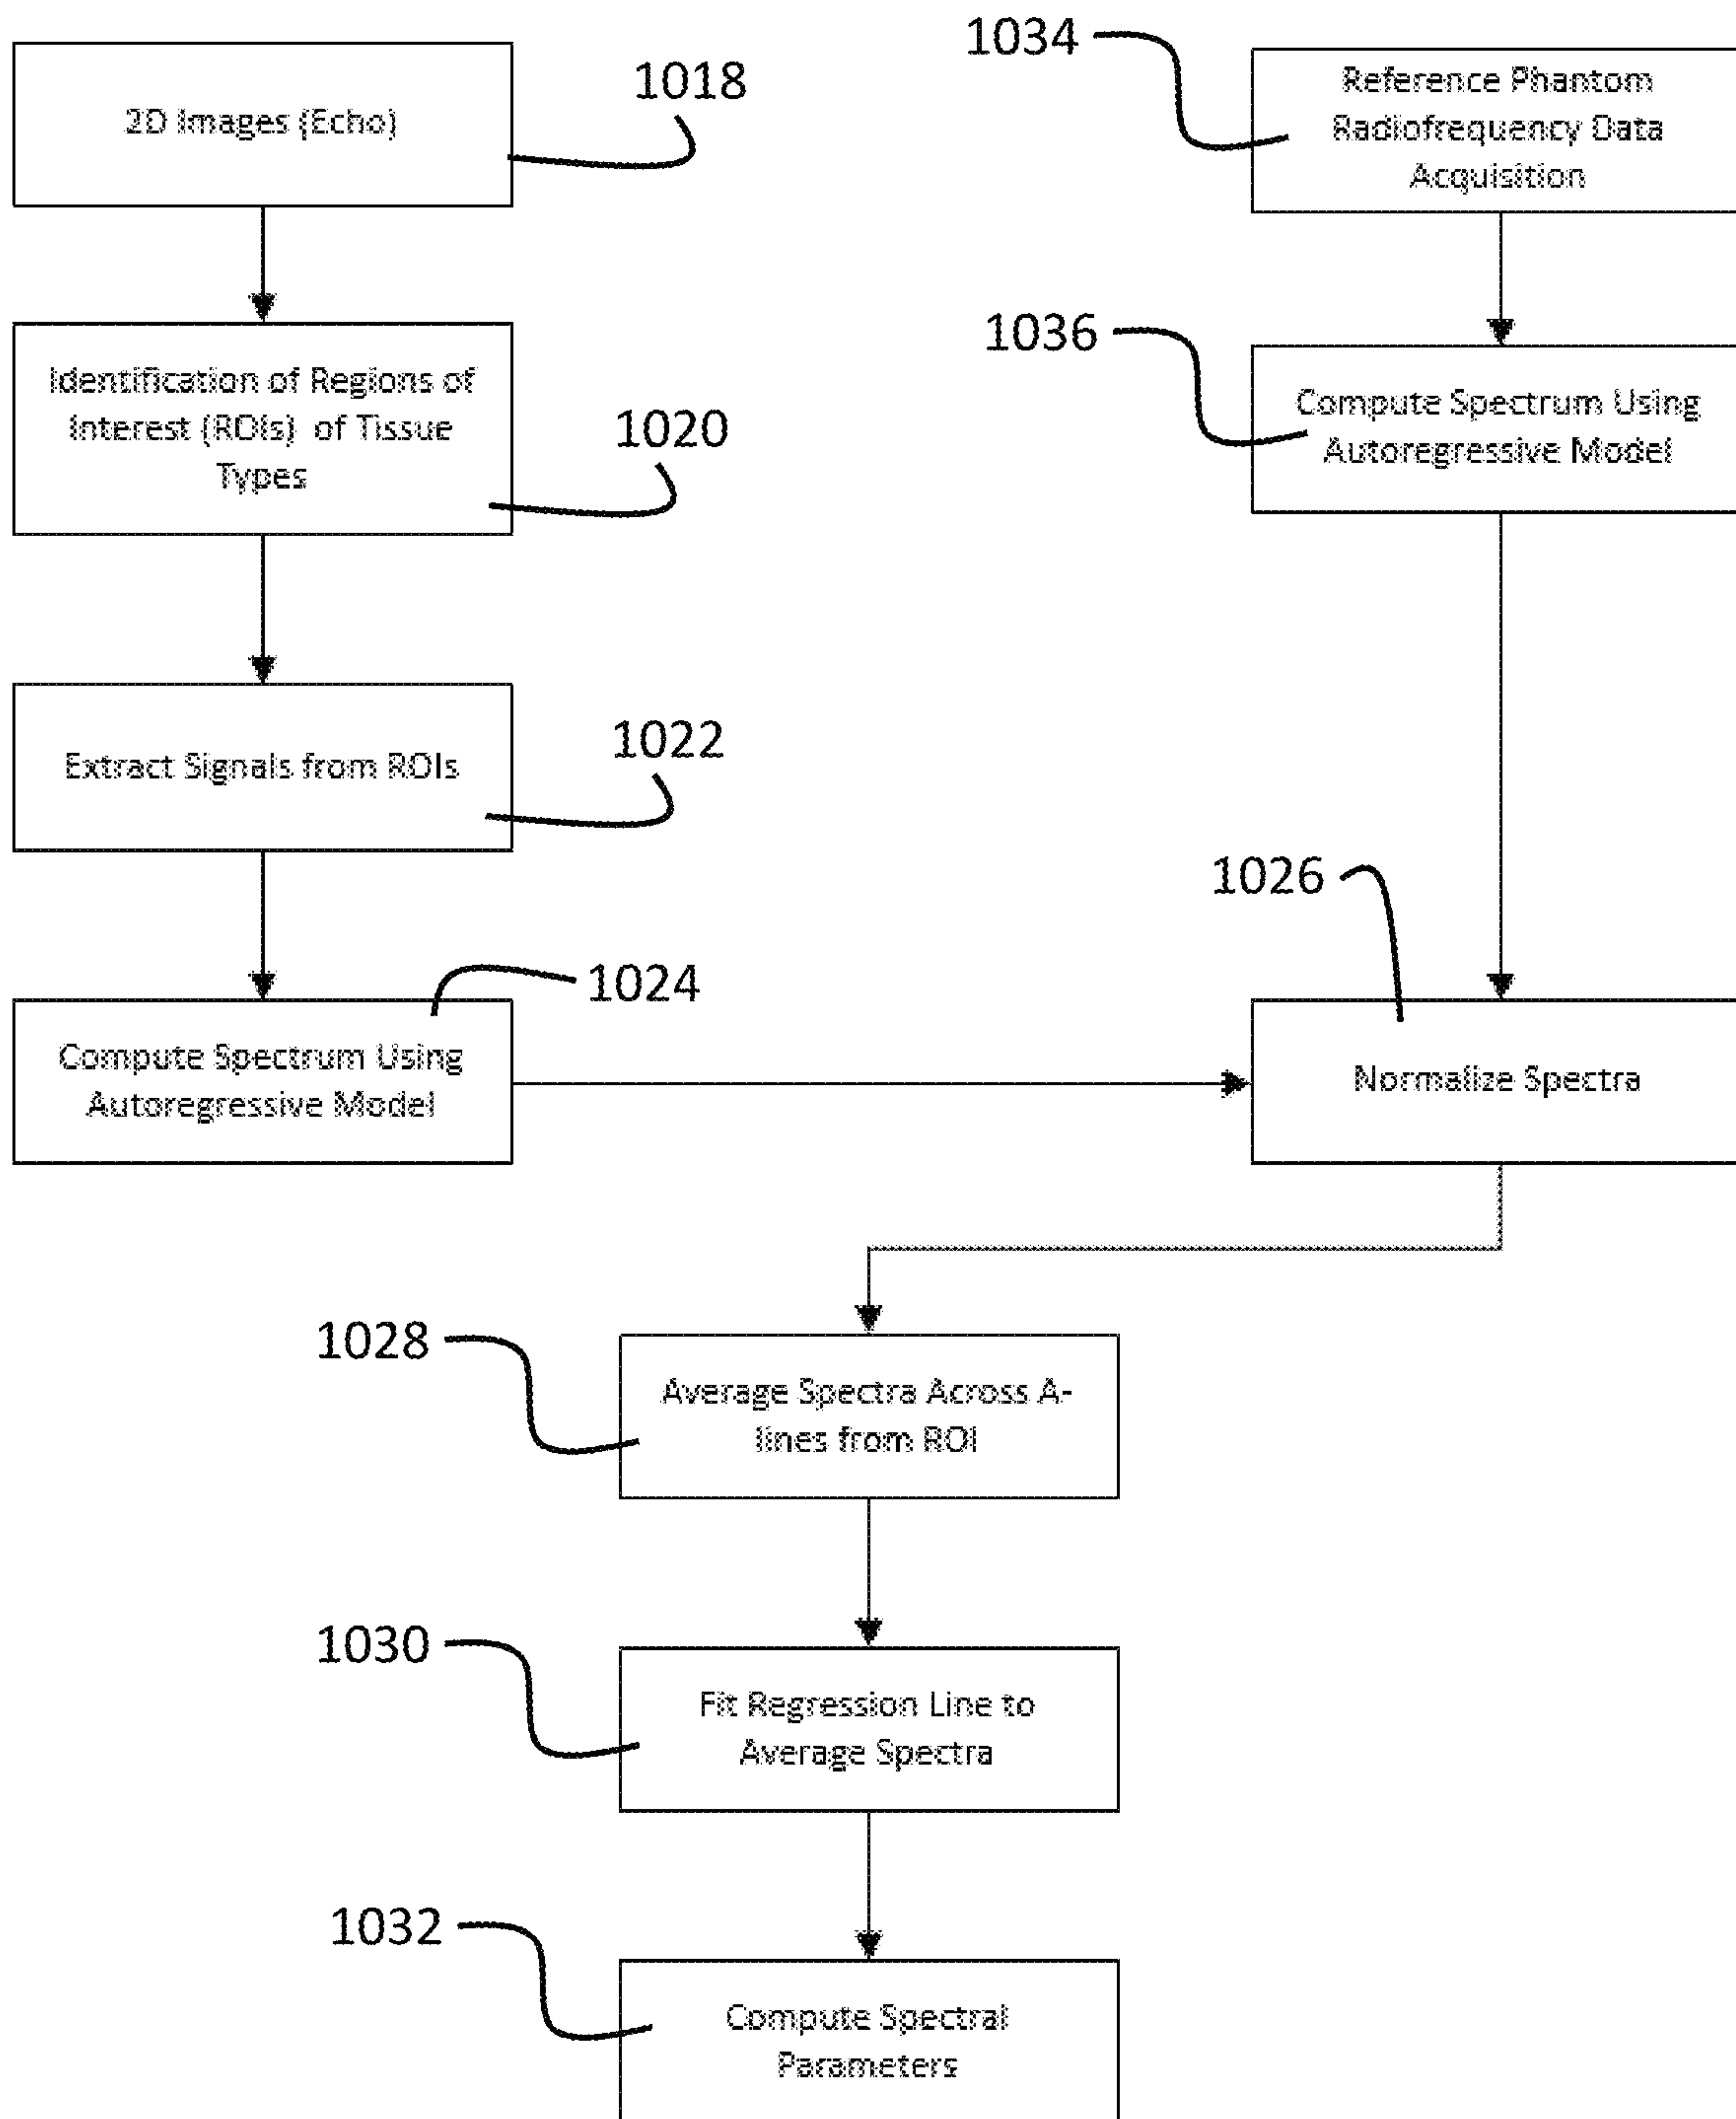 2D Images (Echo)
1018
Identification of Regions of
Interest (ROIs) of Tissue
Types
1020
Extract Signals from ROIs
1022
Compute Spectrum Using
Autoregressive Model
1024
1034
Reference Phantom
Radiofrequency Data
Acquisition
1036
Compute Spectrum Using
Autoregressive Model
1026
Normalize Spectra
1028
Average Spectra Across A-
lines from ROI
1030
Fit Regression Line to
Average Spectra
1032
Compute Spectral
Parameters